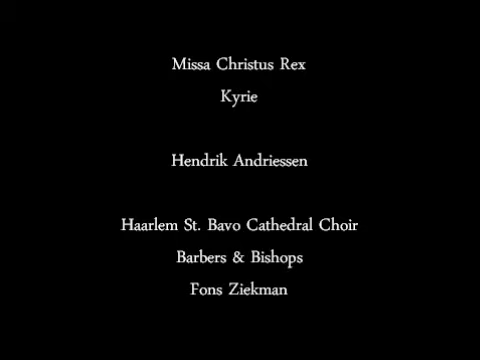 Missa Christus Rex
Kyrie
Hendrik Andriessen
Haarlem St. Bavo Cathedral Choir
Barbers & Bishops
Fons Ziekman